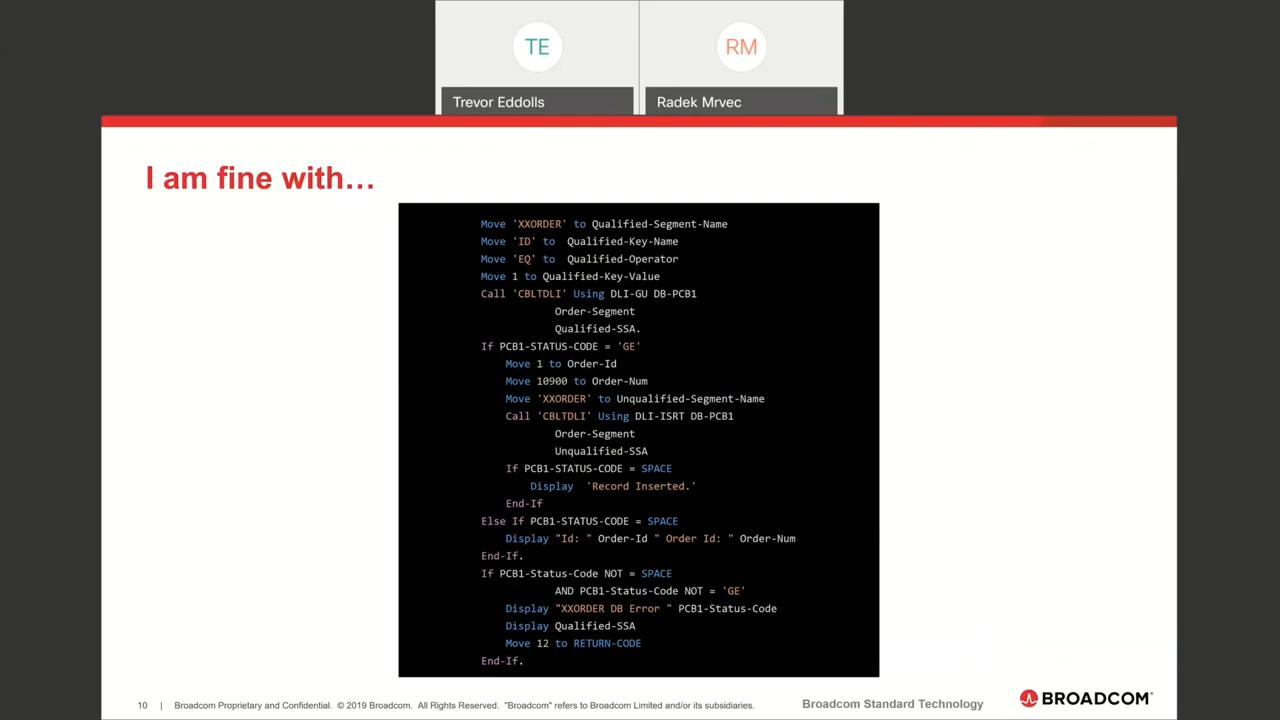 TE
RM
Trevor Eddolls
Radek Mrvec
I am fine with…
Move 'XXORDER' to Qualified-Segment-Name
Move 'ID' to  Qualified-Key-Name
Move 'EQ' to  Qualified-Operator
Move 1 to Qualified-Key-Value
Call 'CBLTDLI' Using DLI-GU DB-PCB1
Order-Segment
Qualified-SSA.
If PCB1-STATUS-CODE = 'GE'
Move 1 to Order-Id
Move 10900 to Order-Num
Move 'XXORDER' to Unqualified-Segment-Name
Call 'CBLTDLI' Using DLI-ISRT DB-PCB1
Order-Segment
Unqualified-SSA
If PCB1-STATUS-CODE = SPACE
Display  'Record Inserted.'
End-If
Else If PCB1-STATUS-CODE = SPACE
Display "Id: " Order-Id " Order Id: " Order-Num
End-If.
If PCB1-Status-Code NOT = SPACE
AND PCB1-Status-Code NOT = 'GE'
Display "XXORDER DB Error " PCB1-Status-Code
Display Qualified-SSA
Move 12 to RETURN-CODE
End-If.
10 | Broadcom Proprietary and Confidential. © 2019 Broadcom. All Rights Reserved. "Broadcom" refers to Broadcom Limited and/or its subsidiaries.
Broadcom Standard Technology
BROADCOM®